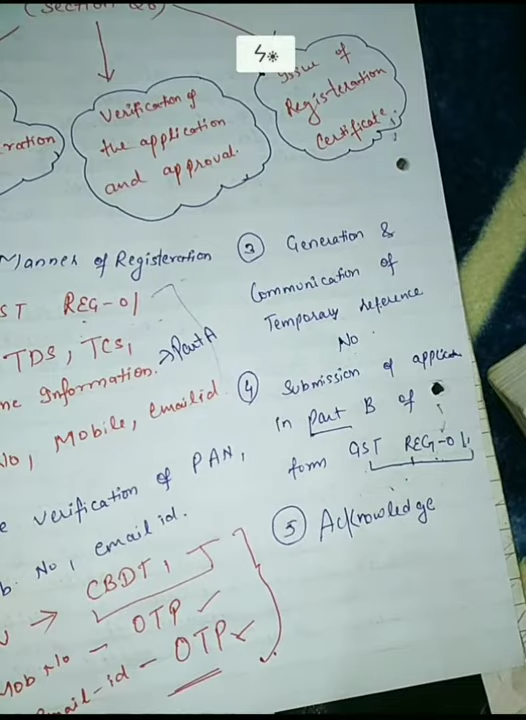 (Section 26)
ration
Verification of
the application
and approval.
Issue of
Registeration
Certificate.
Manner of Registeration
ST REG-01
TDS, TCS,
ne Information. → Part A
No, Mobile, emailid
e verification of PAN,
b. No, email id.
→ CBDT,
Mob No - OTP ✓
mail-id - OTP ✓
③ Generation &
Communication of
Temporary reference
No.
④ Submission of applica
in Part B of
form GST REG-01.
⑤ Acknowledge